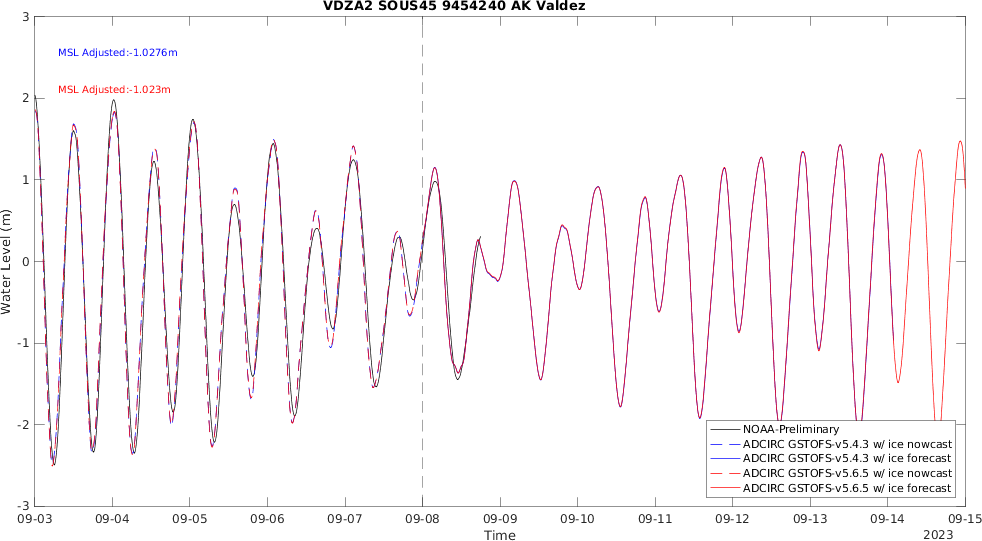 VDZA2 SOUS45 9454240 AK Valdez
3
2
1
0
-1
-2
-3
Water Level (m)
MSL Adjusted:-1.0276m
MSL Adjusted:-1.023m
NOAA-Preliminary
ADCIRC GSTOFS-v5.4.3 w/ ice nowcast
ADCIRC GSTOFS-v5.4.3 w/ ice forecast
ADCIRC GSTOFS-v5.6.5 w/ ice nowcast
ADCIRC GSTOFS-v5.6.5 w/ ice forecast
09-03 09-04 09-05 09-06 09-07 09-08 09-09 09-10 09-11 09-12 09-13 09-14 09-15
Time
2023